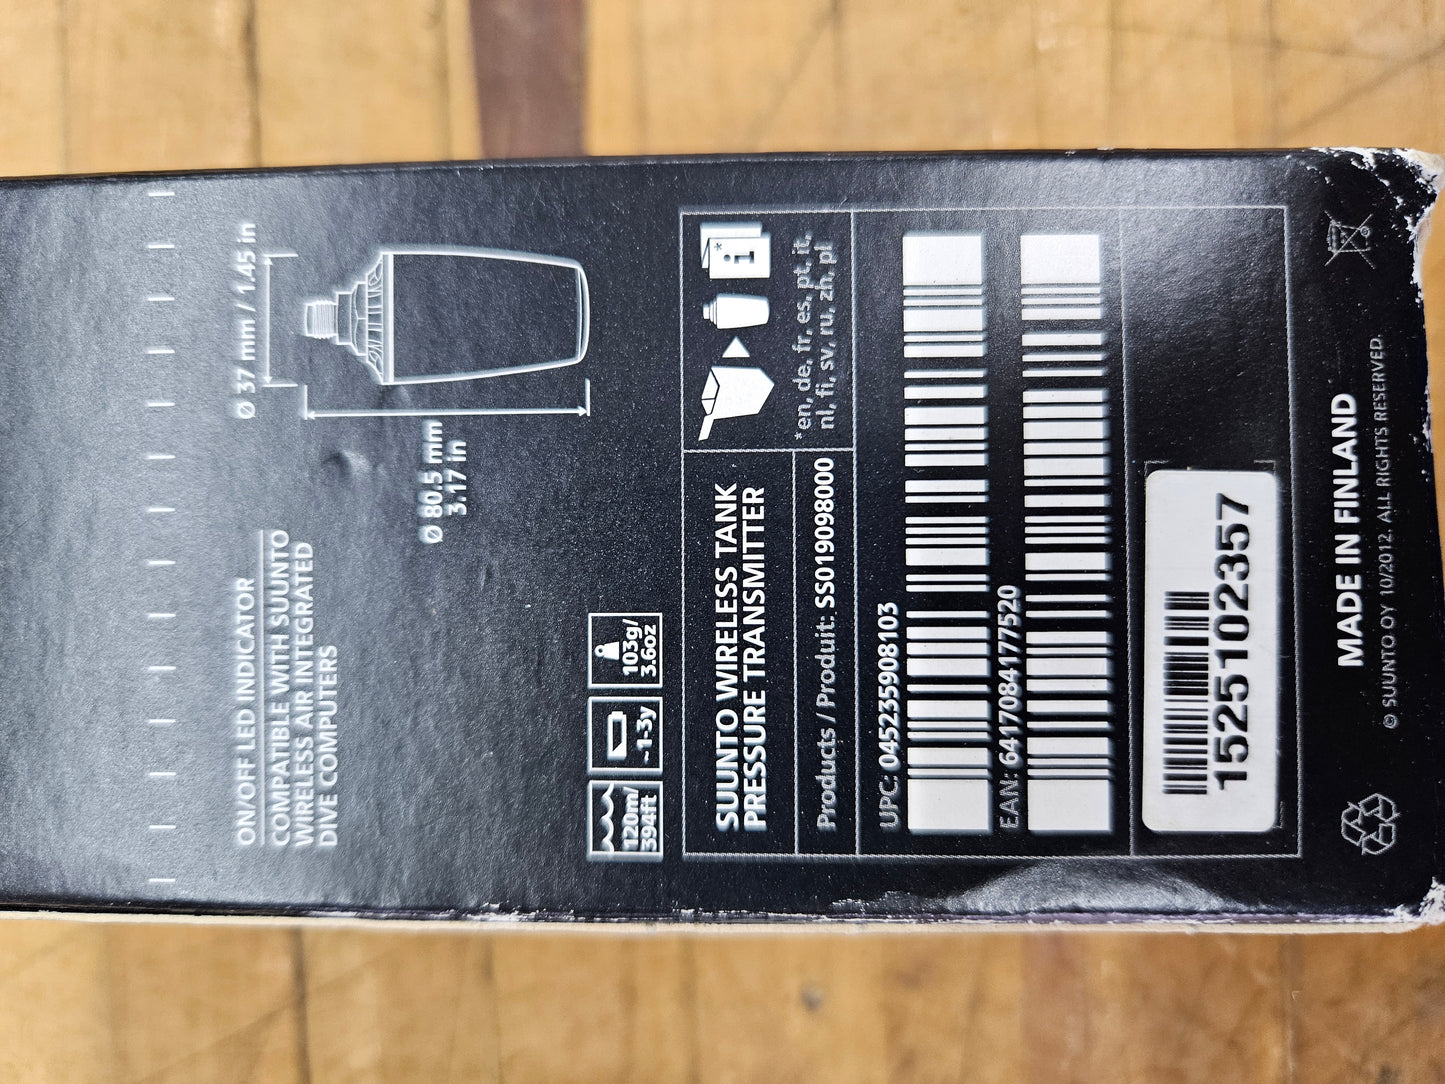 ON/OFF LED INDICATOR
COMPATIBLE WITH SUUNTO
WIRELESS AIR INTEGRATED
DIVE COMPUTERS
Ø 37 mm / 1.45 in
Ø 80.5 mm
3.17 in
120m/
394ft
~1-3y
103g/
3.6oz
SUUNTO WIRELESS TANK
PRESSURE TRANSMITTER
Products / Produit: SS019098000
* i
*en, de, fr, es, pt, it,
nl, fi, sv, ru, zh, pl
UPC: 045235908103
EAN: 6417084177520
1525102357
MADE IN FINLAND
© SUUNTO OY 10/2012. ALL RIGHTS RESERVED.